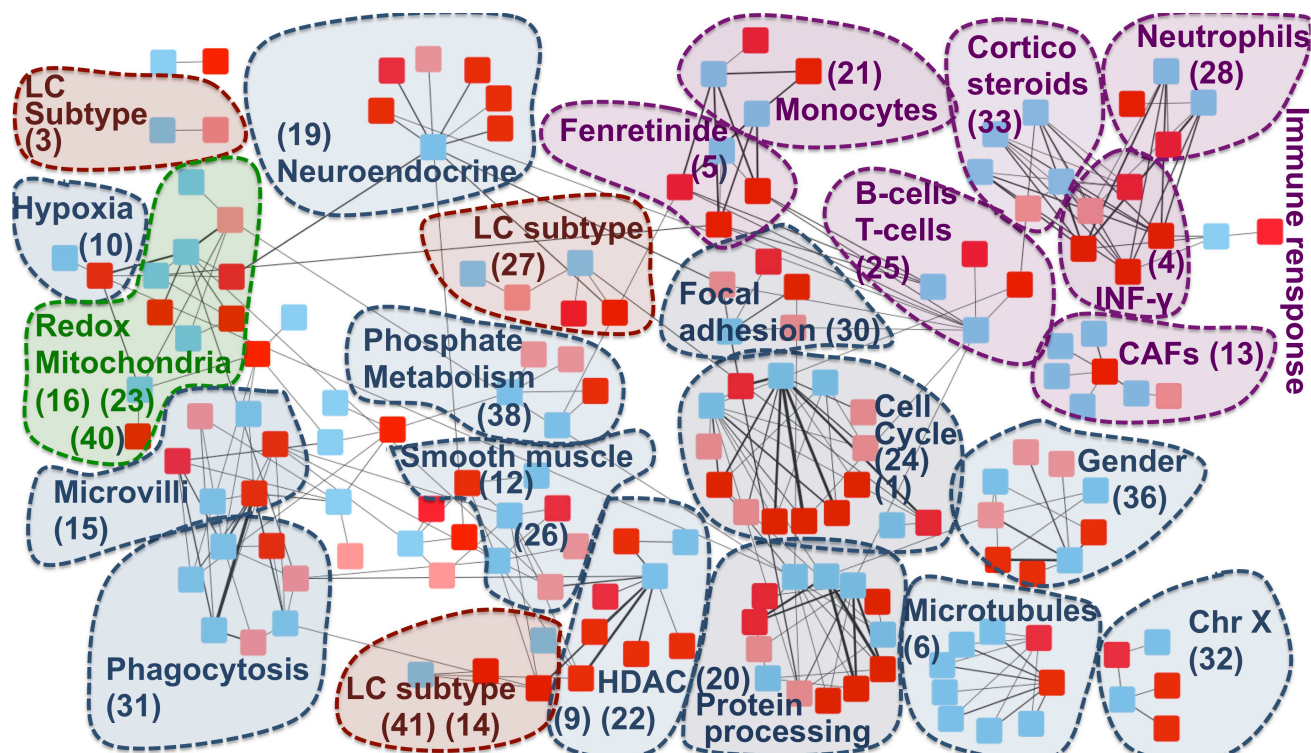 LC
Subtype
(3)
(19)
Neuroendocrine
(21)
Monocytes
Fenretinide
(5)
Cortico
steroids
(33)
Neutrophils
(28)
Immune rensponse
Hypoxia
(10)
LC subtype
(27)
B-cells
T-cells
(25)
(4)
INF-γ
Redox
Mitochondria
(16) (23)
(40)
Phosphate
Metabolism
(38)
Focal
adhesion (30)
CAFs (13)
Cell
Cycle
(24)
(1)
Smooth muscle
(12)
(26)
Gender
(36)
Microvilli
(15)
Phagocytosis
(31)
LC subtype
(41) (14)
HDAC
(9) (22)
(20)
Protein
processing
Microtubules
(6)
Chr X
(32)